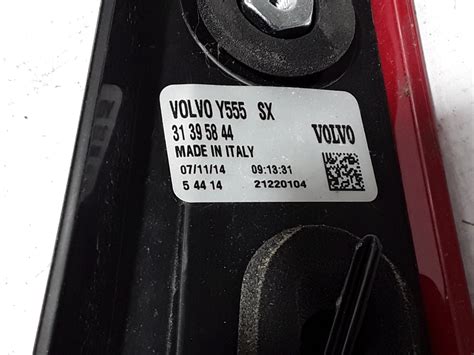 VOLVO Y555 SX
31 39 58 44
VOLVO
MADE IN ITALY
07/11/14 09:13:31
5 44 14 21220104